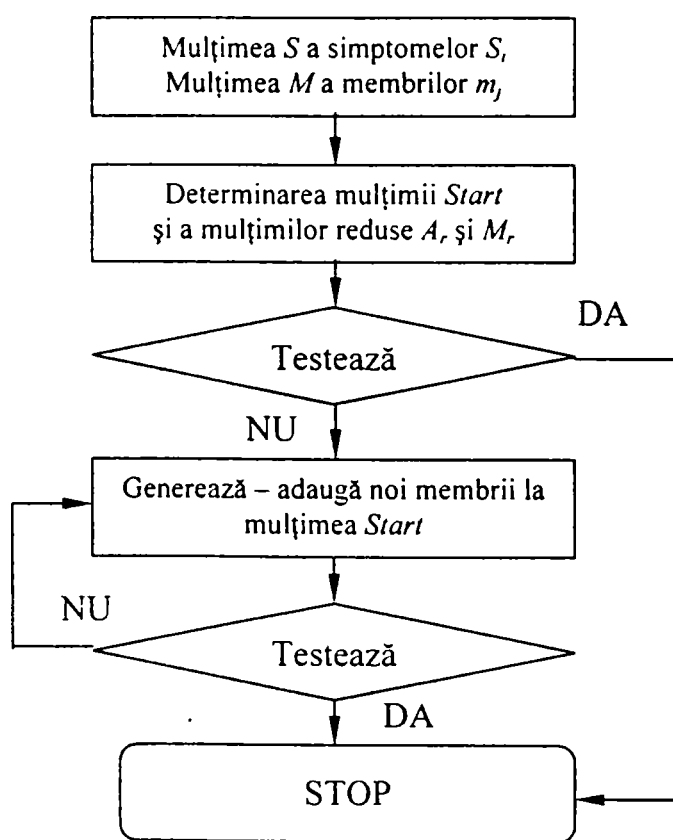 Mulţimea S a simptomelor Sᵢ
Mulţimea M a membrilor mⱼ
Determinarea mulţimii Start
şi a mulţimilor reduse Aᵣ şi Mᵣ
Testează
DA
NU
Generează – adaugă noi membrii la
mulţimea Start
NU
Testează
DA
STOP